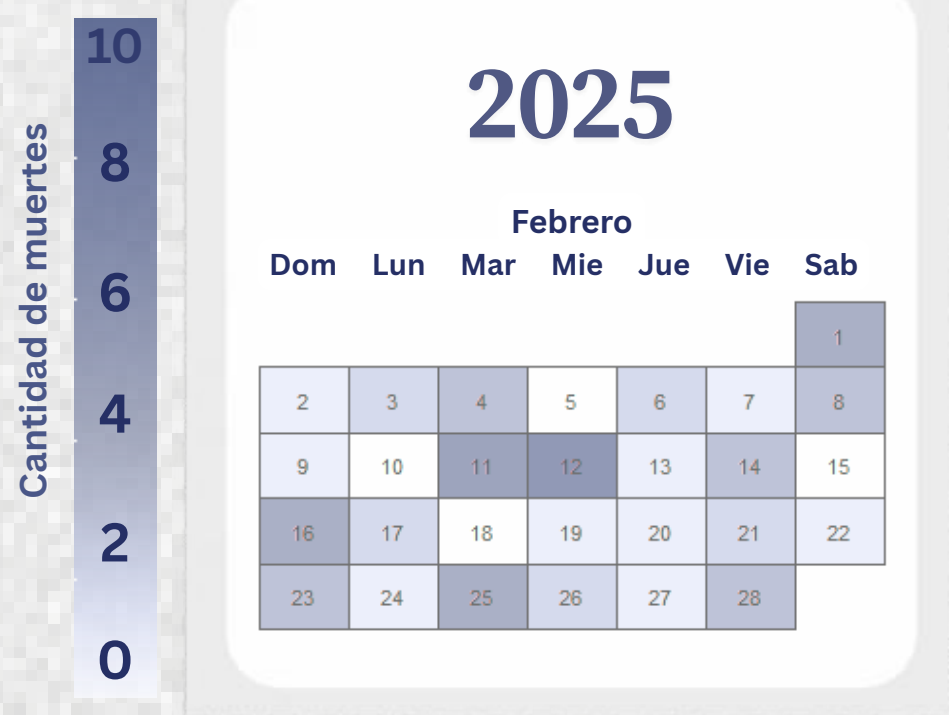 10
8
6
4
2
0
Cantidad de muertes
2025
Febrero
Dom Lun Mar Mie Jue Vie Sab
1
2 3 4 5 6 7 8
9 10 11 12 13 14 15
16 17 18 19 20 21 22
23 24 25 26 27 28